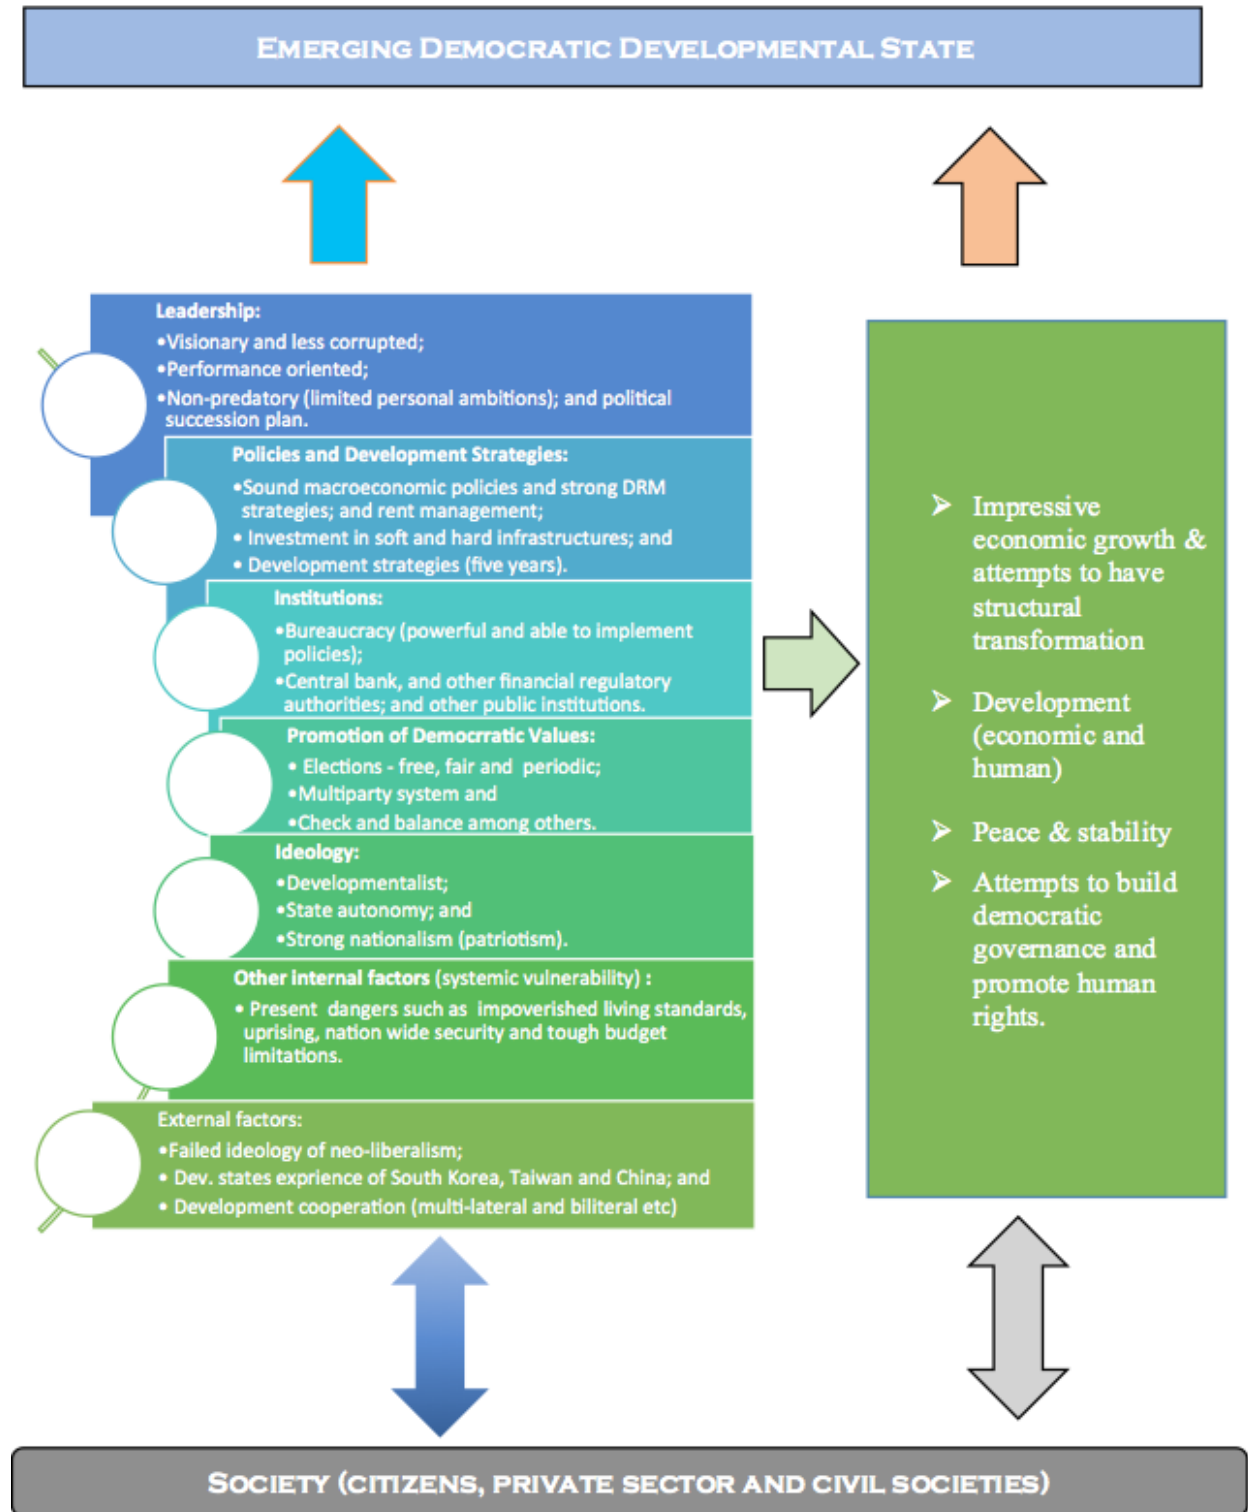 EMERGING DEMOCRATIC DEVELOPMENTAL STATE
Leadership:
•Visionary and less corrupted;
•Performance oriented;
•Non-predatory (limited personal ambitions); and political
succession plan.
Policies and Development Strategies:
•Sound macroeconomic policies and strong DRM
strategies; and rent management;
• Investment in soft and hard infrastructures; and
• Development strategies (five years).
Institutions:
•Bureaucracy (powerful and able to implement
policies);
•Central bank, and other financial regulatory
authorities; and other public institutions.
Promotion of Democrratic Values:
• Elections - free, fair and periodic;
•Multiparty system and
•Check and balance among others.
Ideology:
•Developmentalist;
•State autonomy; and
•Strong nationalism (patriotism).
Other internal factors (systemic vulnerability) :
• Present dangers such as impoverished living standards,
uprising, nation wide security and tough budget
limitations.
External factors:
•Failed ideology of neo-liberalism;
• Dev. states exprience of South Korea, Taiwan and China; and
• Development cooperation (multi-lateral and biliteral etc)
➢ Impressive
economic growth &
attempts to have
structural
transformation
➢ Development
(economic and
human)
➢ Peace & stability
➢ Attempts to build
democratic
governance and
promote human
rights.
SOCIETY (CITIZENS, PRIVATE SECTOR AND CIVIL SOCIETIES)